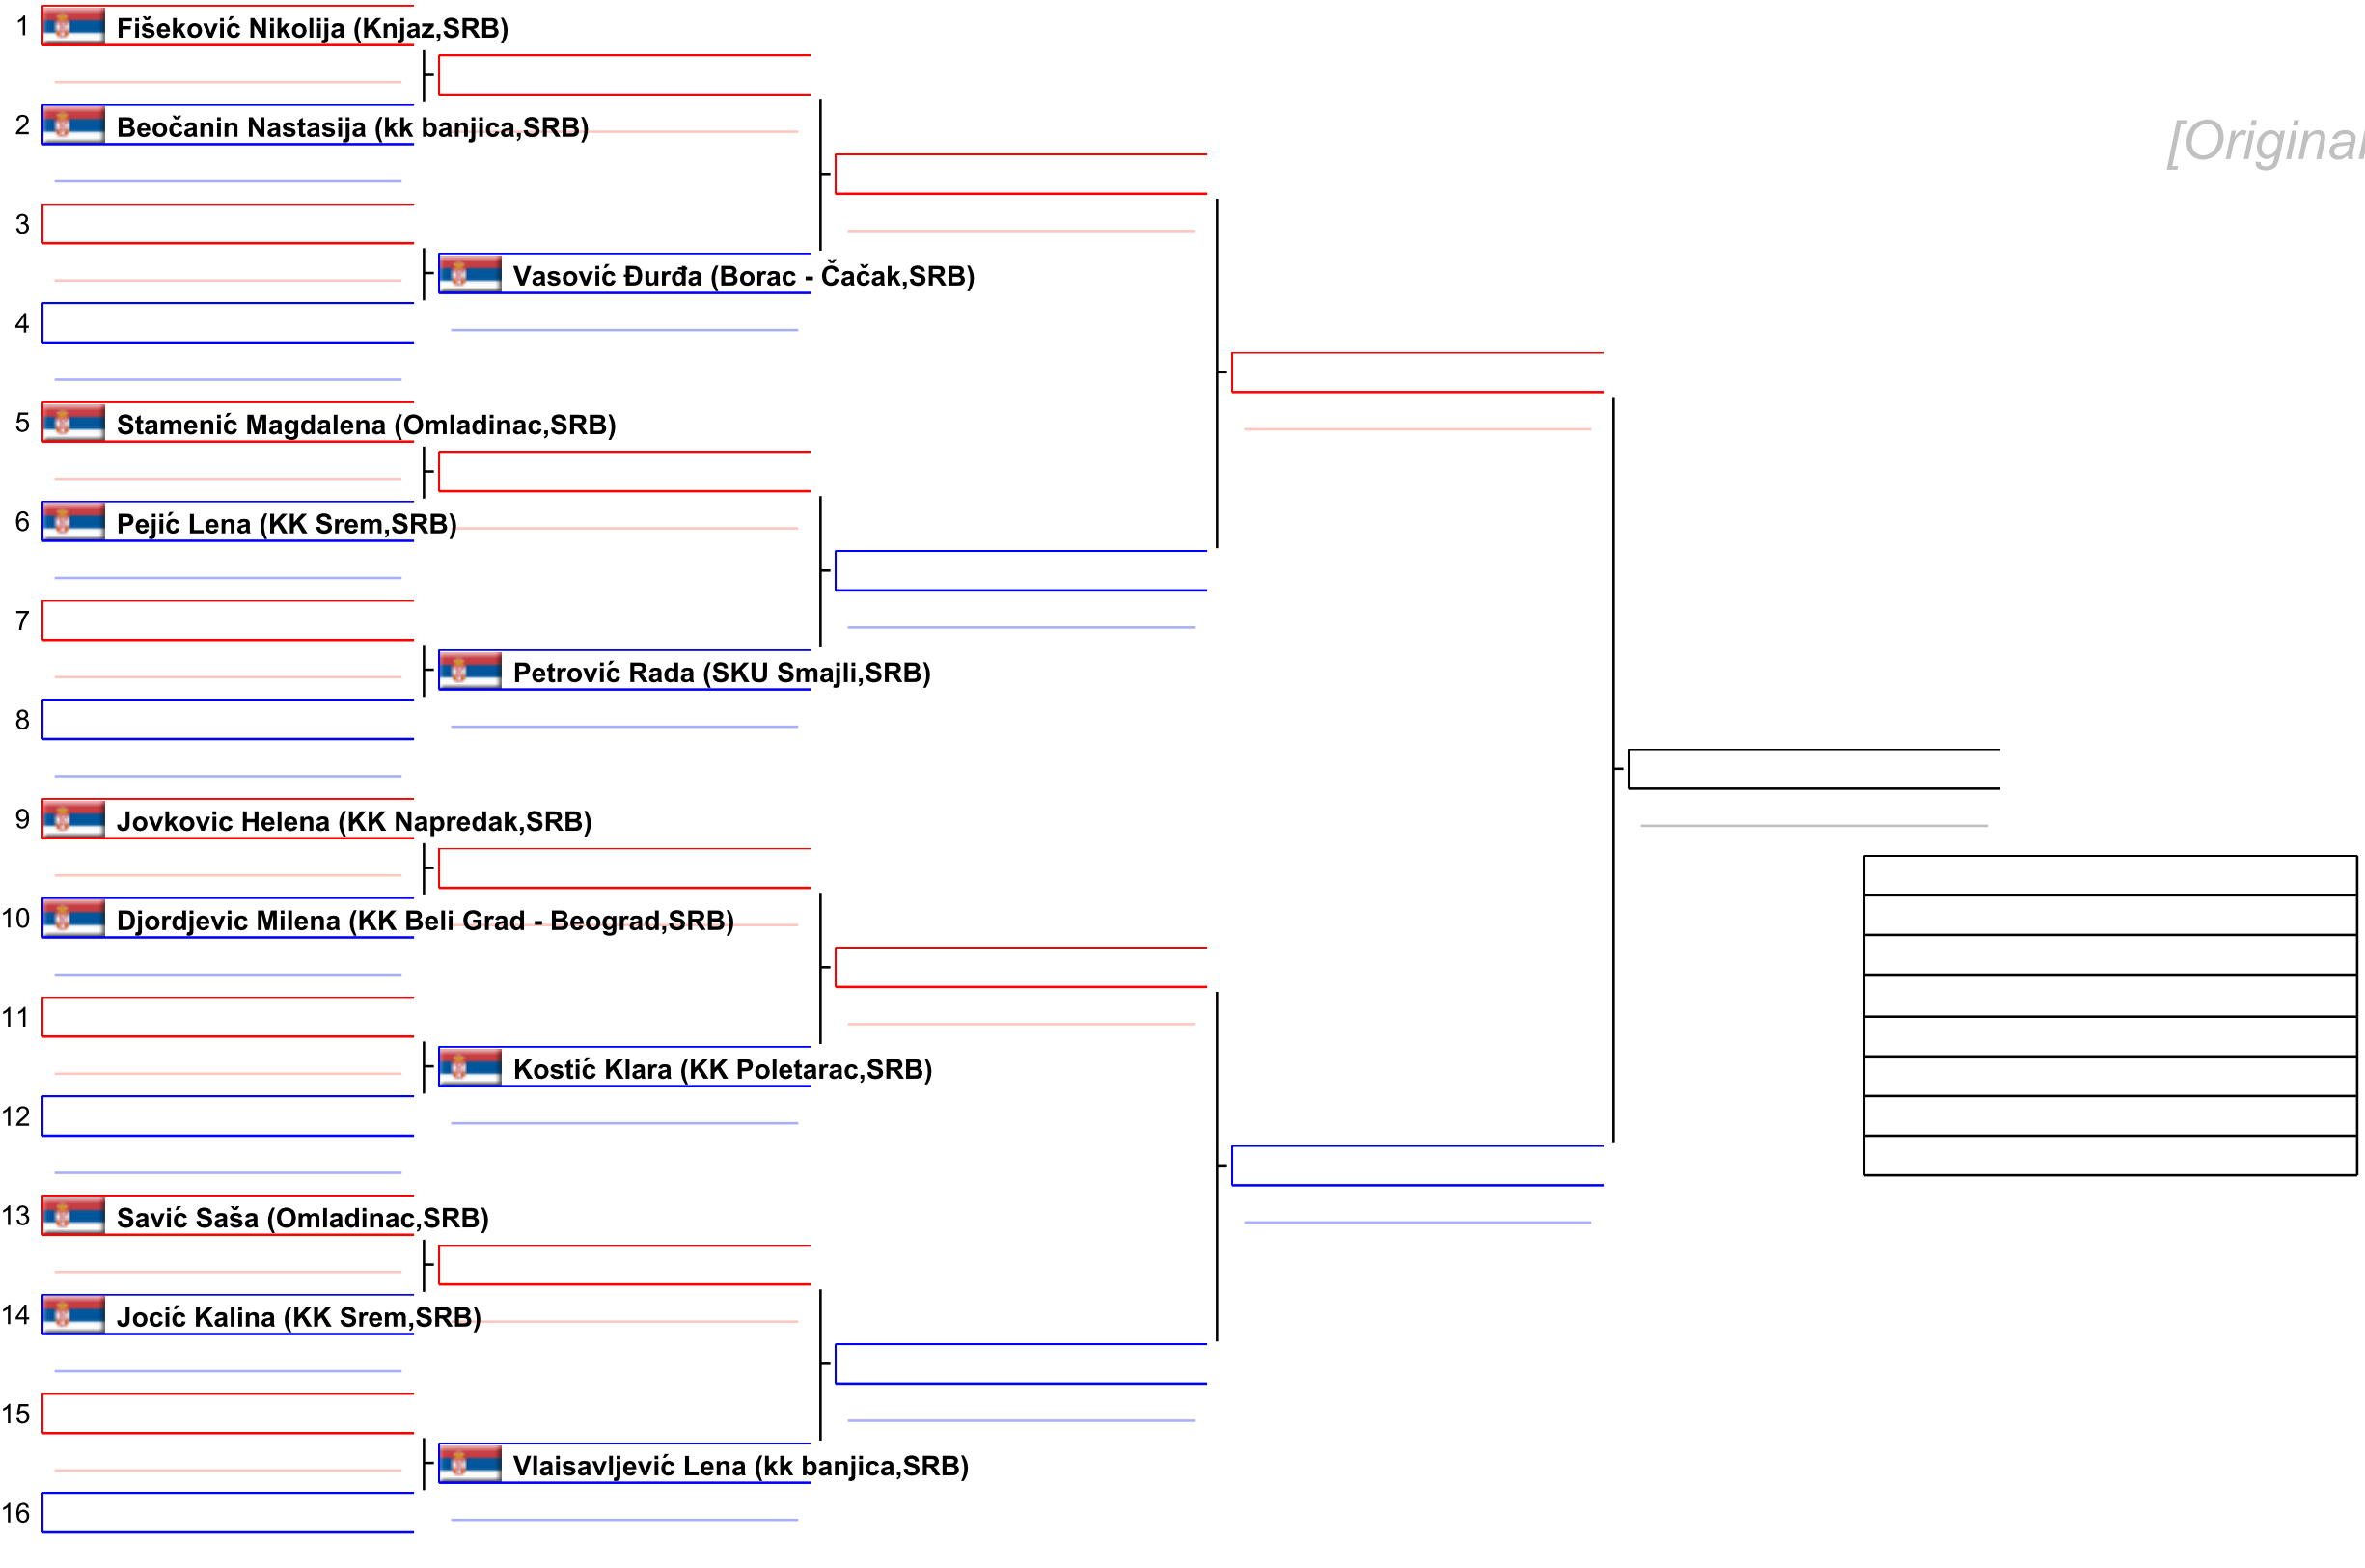 1 Fišeković Nikolija (Knjaz,SRB)
2 Beočanin Nastasija (kk banjica,SRB)
[Original
3
Vasović Đurđa (Borac - Čačak,SRB)
4
5 Stamenić Magdalena (Omladinac,SRB)
6 Pejić Lena (KK Srem,SRB)
7
Petrović Rada (SKU Smajli,SRB)
8
9 Jovkovic Helena (KK Napredak,SRB)
10 Djordjevic Milena (KK Beli Grad - Beograd,SRB)
11
Kostić Klara (KK Poletarac,SRB)
12
13 Savić Saša (Omladinac,SRB)
14 Jocić Kalina (KK Srem,SRB)
15
Vlaisavljević Lena (kk banjica,SRB)
16